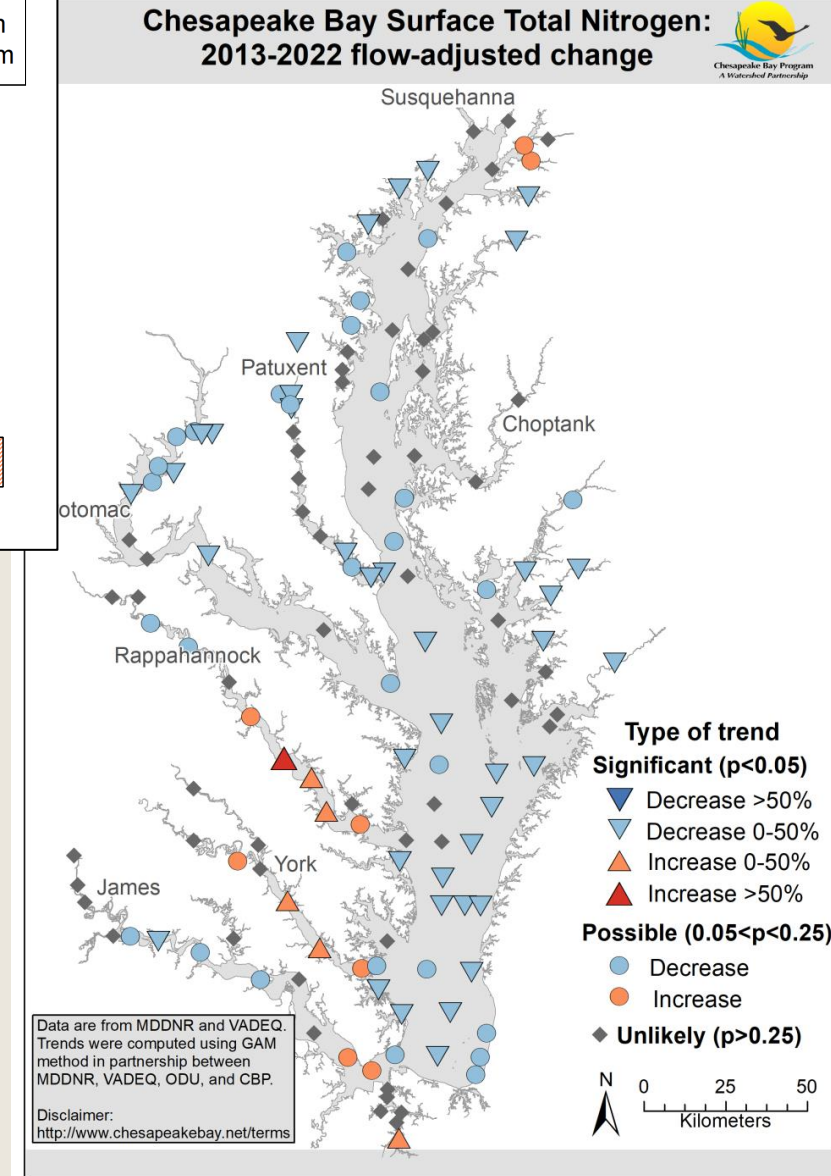 n
m
Chesapeake Bay Surface Total Nitrogen:
2013-2022 flow-adjusted change
Chesapeake Bay Program
A Watershed Partnership
Susquehanna
Patuxent
Choptank
otomac
Rappahannock
York
James
Type of trend
Significant (p<0.05)
Decrease >50%
Decrease 0-50%
Increase 0-50%
Increase >50%
Possible (0.05<p<0.25)
Decrease
Increase
Unlikely (p>0.25)
Data are from MDDNR and VADEQ.
Trends were computed using GAM
method in partnership between
MDDNR, VADEQ, ODU, and CBP.
Disclaimer:
http://www.chesapeakebay.net/terms
N
0 25 50
Kilometers